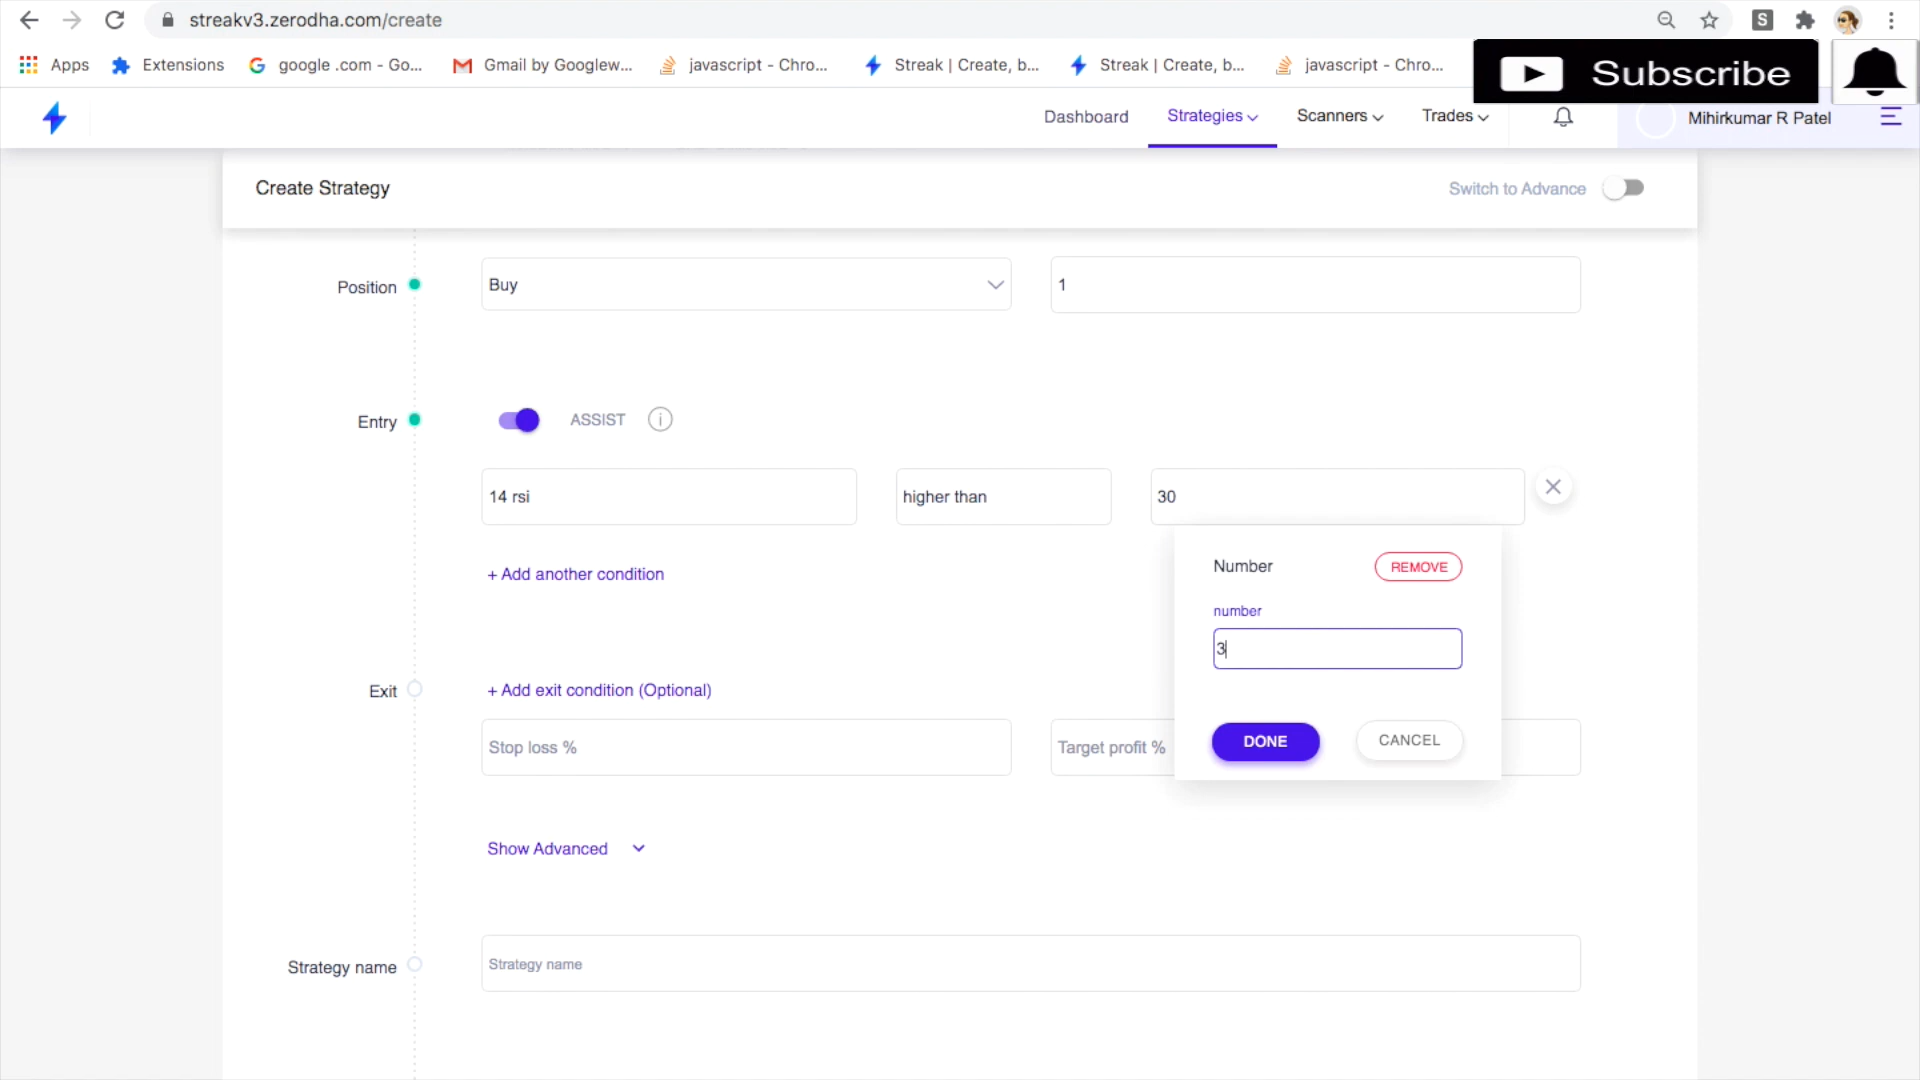 streakv3.zerodha.com/create
S
Apps Extensions google .com - Go... Gmail by Googlew... javascript - Chro... Streak | Create, b... Streak | Create, b... javascript - Chro...
Subscribe
Dashboard Strategies Scanners Trades Mihirkumar R Patel
Create Strategy Switch to Advance
Position Buy 1
Entry ASSIST i
14 rsi higher than 30
Number REMOVE
+ Add another condition
number
3
Exit + Add exit condition (Optional)
Stop loss % Target profit %
DONE CANCEL
Show Advanced
Strategy name Strategy name